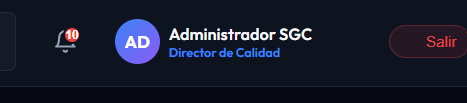 10
AD
Administrador SGC
Director de Calidad
Salir